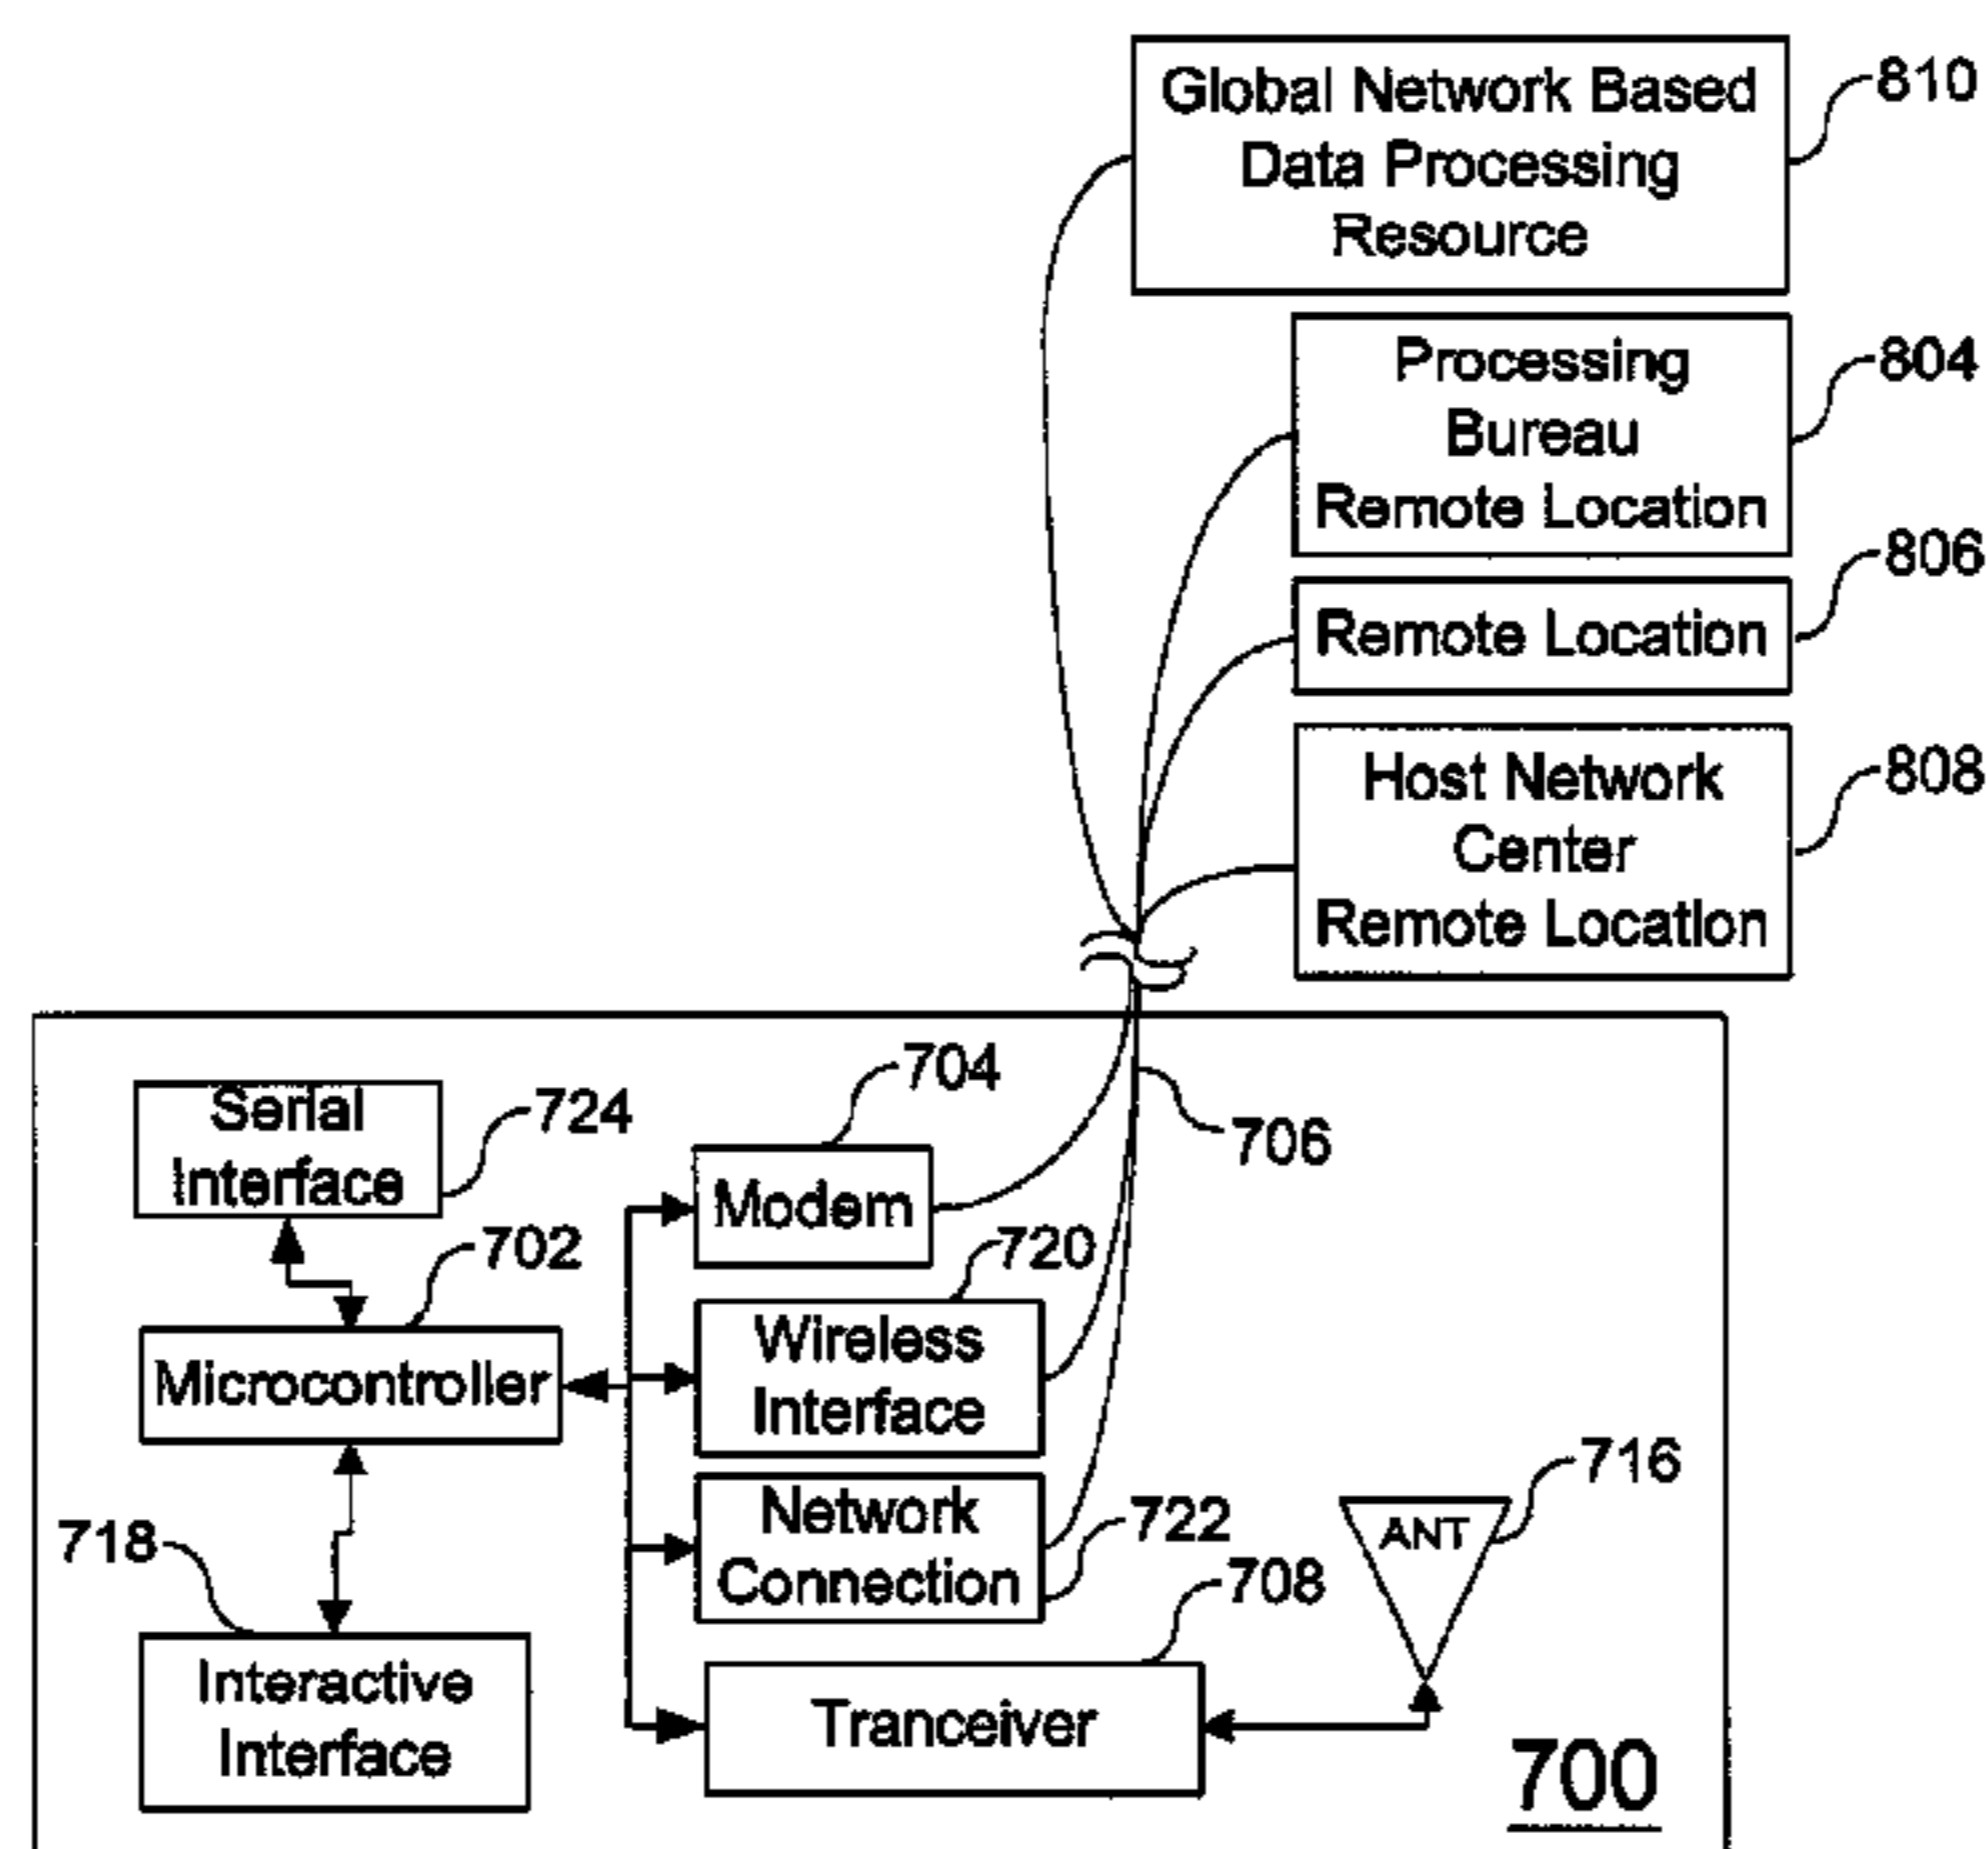 Global Network Based
Data Processing
Resource
810
Processing
Bureau
Remote Location
804
Remote Location
806
Host Network
Center
Remote Location
808
Serial
Interface
724
704
Modem
706
702
Microcontroller
720
Wireless
Interface
Network
Connection
722
718
Interactive
Interface
708
Tranceiver
716
ANT
700